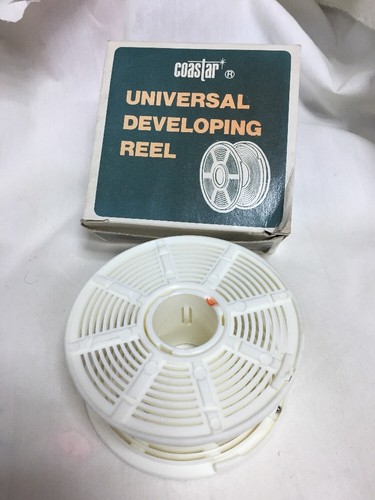 coastar ®
UNIVERSAL
DEVELOPING
REEL